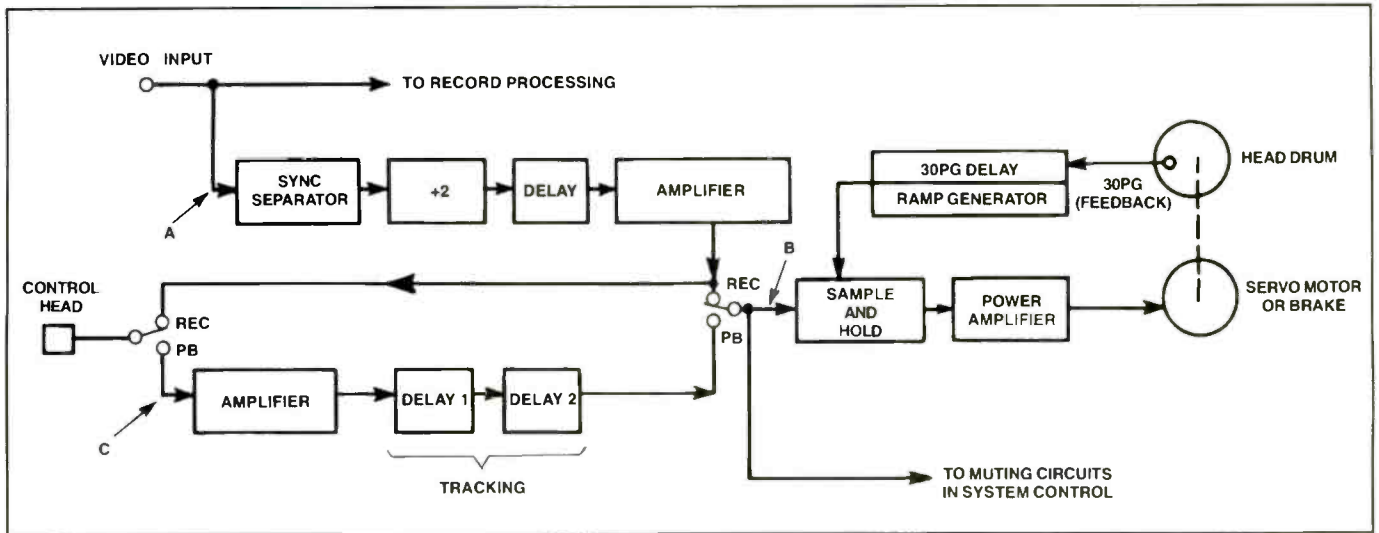 VIDEO INPUT
TO RECORD PROCESSING
SYNC
SEPARATOR
÷2
DELAY
AMPLIFIER
30PG DELAY
RAMP GENERATOR
30PG
(FEEDBACK)
HEAD DRUM
A
B
CONTROL
HEAD
REC
PB
REC
PB
SAMPLE
AND
HOLD
POWER
AMPLIFIER
SERVO MOTOR
OR BRAKE
C
AMPLIFIER
DELAY 1
DELAY 2
TRACKING
TO MUTING CIRCUITS
IN SYSTEM CONTROL